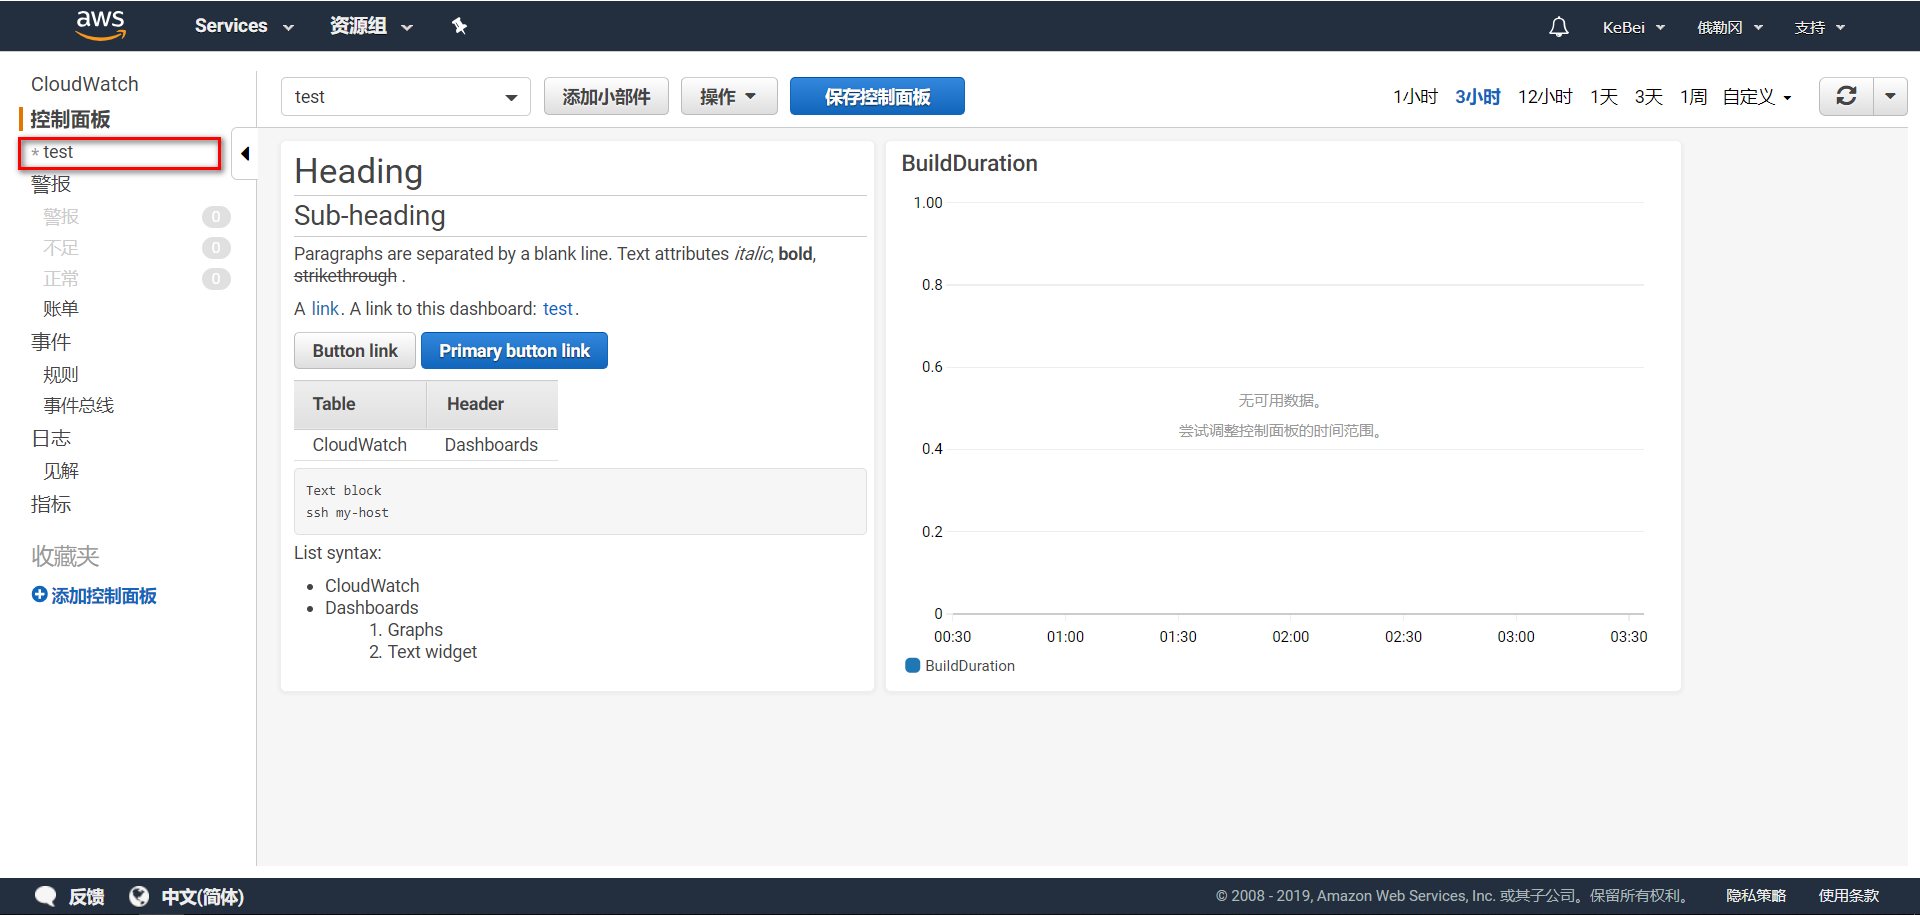 aws Services 资源组 KeBei 俄勒冈 支持
CloudWatch
控制面板
* test
警报
警报 0
不足 0
正常 0
账单
事件
规则
事件总线
日志
见解
指标
收藏夹
添加控制面板
test 添加小部件 操作 保存控制面板 1小时 3小时 12小时 1天 3天 1周 自定义
Heading
Sub-heading
Paragraphs are separated by a blank line. Text attributes italic, bold,
strikethrough .
A link. A link to this dashboard: test.
Button link Primary button link
Table Header
CloudWatch Dashboards
Text block
ssh my-host
List syntax:
• CloudWatch
• Dashboards
1. Graphs
2. Text widget
BuildDuration
1.00
0.8
0.6
无可用数据。
尝试调整控制面板的时间范围。
0.4
0.2
0
00:30 01:00 01:30 02:00 02:30 03:00 03:30
BuildDuration
反馈 中文(简体) © 2008 - 2019, Amazon Web Services, Inc. 或其子公司。保留所有权利。 隐私策略 使用条款